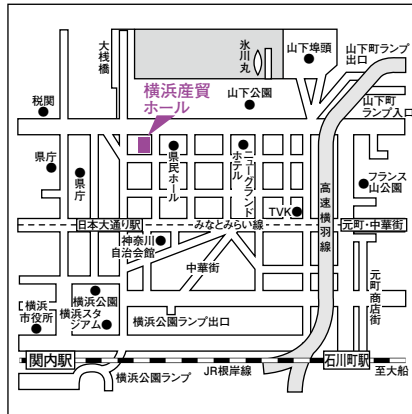 大桟橋
氷川丸
山下埠頭
山下町ランプ
出口
横浜産貿
ホール
山下公園
山下町
ランプ入口
税関
県庁
県庁
県民ホール
ホテル
ニューグランド
高速横羽線
フランス
山公園
TVK
日本大通り駅
みなとみらい線
元町・中華街
神奈川
自治会館
中華街
元町商店街
横浜公園
横浜スタ
ジアム
横浜
市役所
横浜公園ランプ出口
関内駅
石川町駅
横浜公園ランプ
JR根岸線
至大船